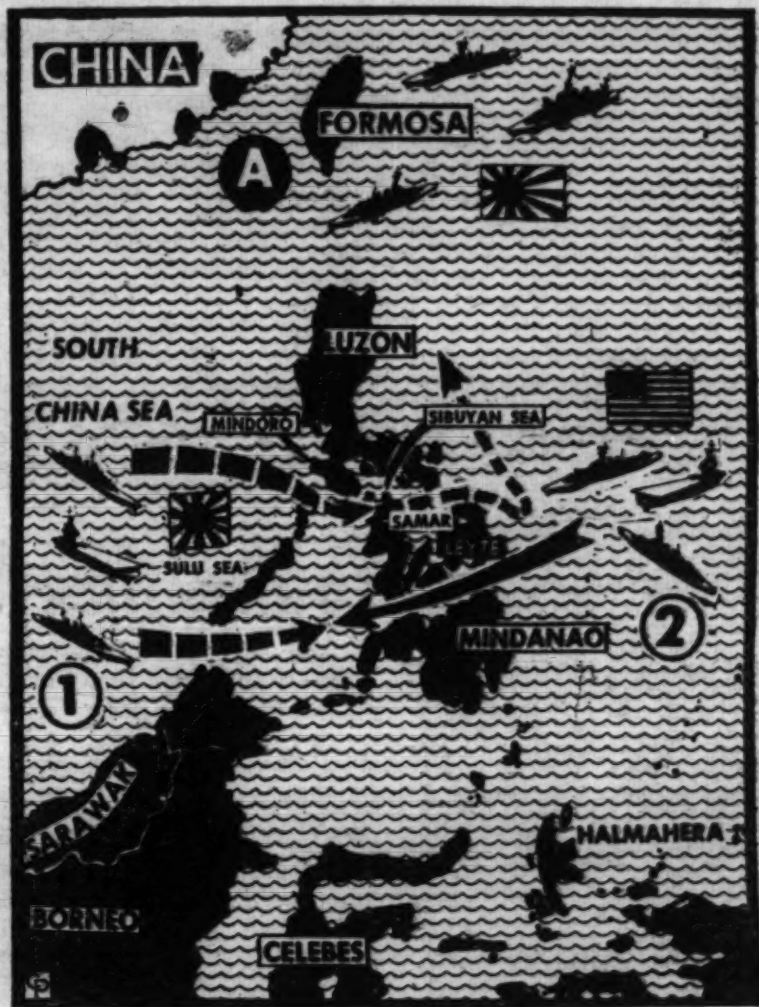 CHINA
FORMOSA
A
LUZON
SOUTH
CHINA SEA
MINDORO
SIBUYAN SEA
SAMAR
LEYTE
SULU SEA
MINDANAO
2
1
SARAWAK
HALMAHERA I
BORNEO
CELEBES